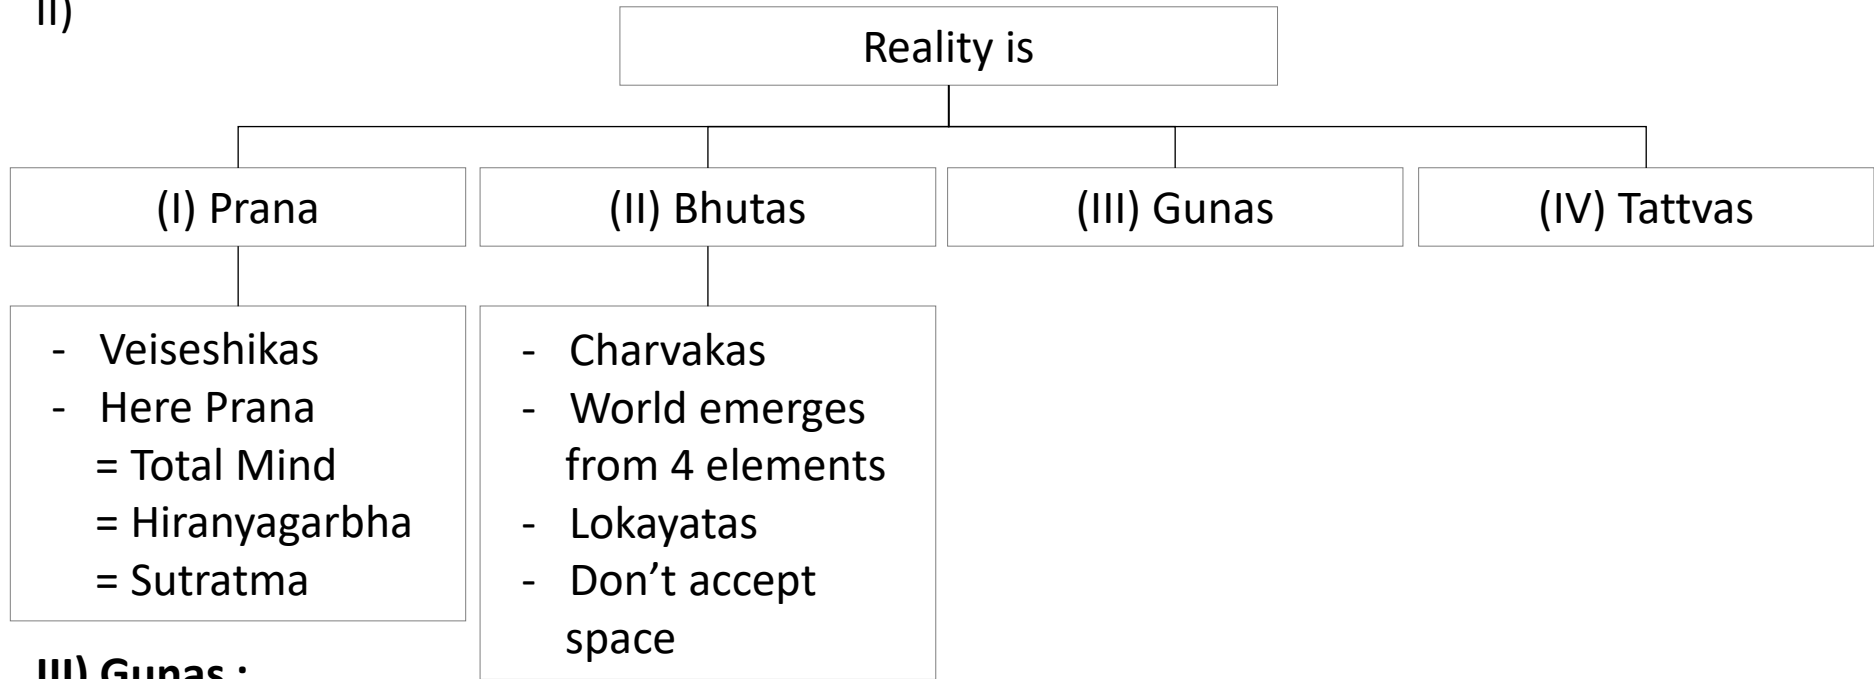 II)
Reality is
(I) Prana
(II) Bhutas
(III) Gunas
(IV) Tattvas
- Veiseshikas
- Here Prana
= Total Mind
= Hiranyagarbha
= Sutratma
- Charvakas
- World emerges
from 4 elements
- Lokayatas
- Don’t accept
space
III) Gunas :